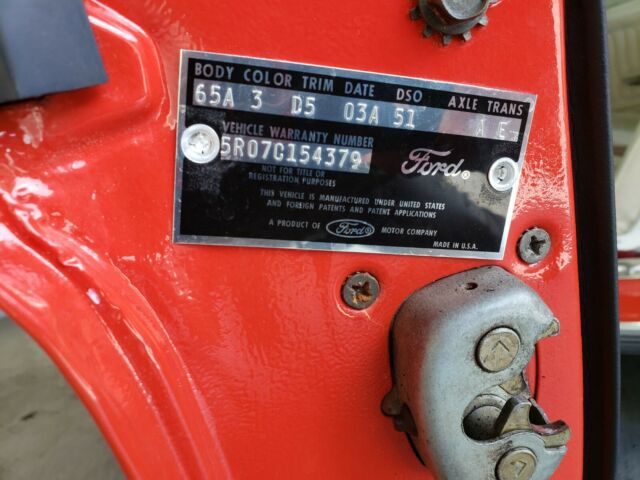 BODY COLOR TRIM DATE DSO AXLE TRANS
65A 3 D5 03A 51 A E
VEHICLE WARRANTY NUMBER
5R07C154379
Ford®
NOT FOR TITLE OR
REGISTRATION PURPOSES
THIS VEHICLE IS MANUFACTURED UNDER UNITED STATES
AND FOREIGN PATENTS AND PATENT APPLICATIONS
A PRODUCT OF Ford® MOTOR COMPANY
MADE IN U.S.A.